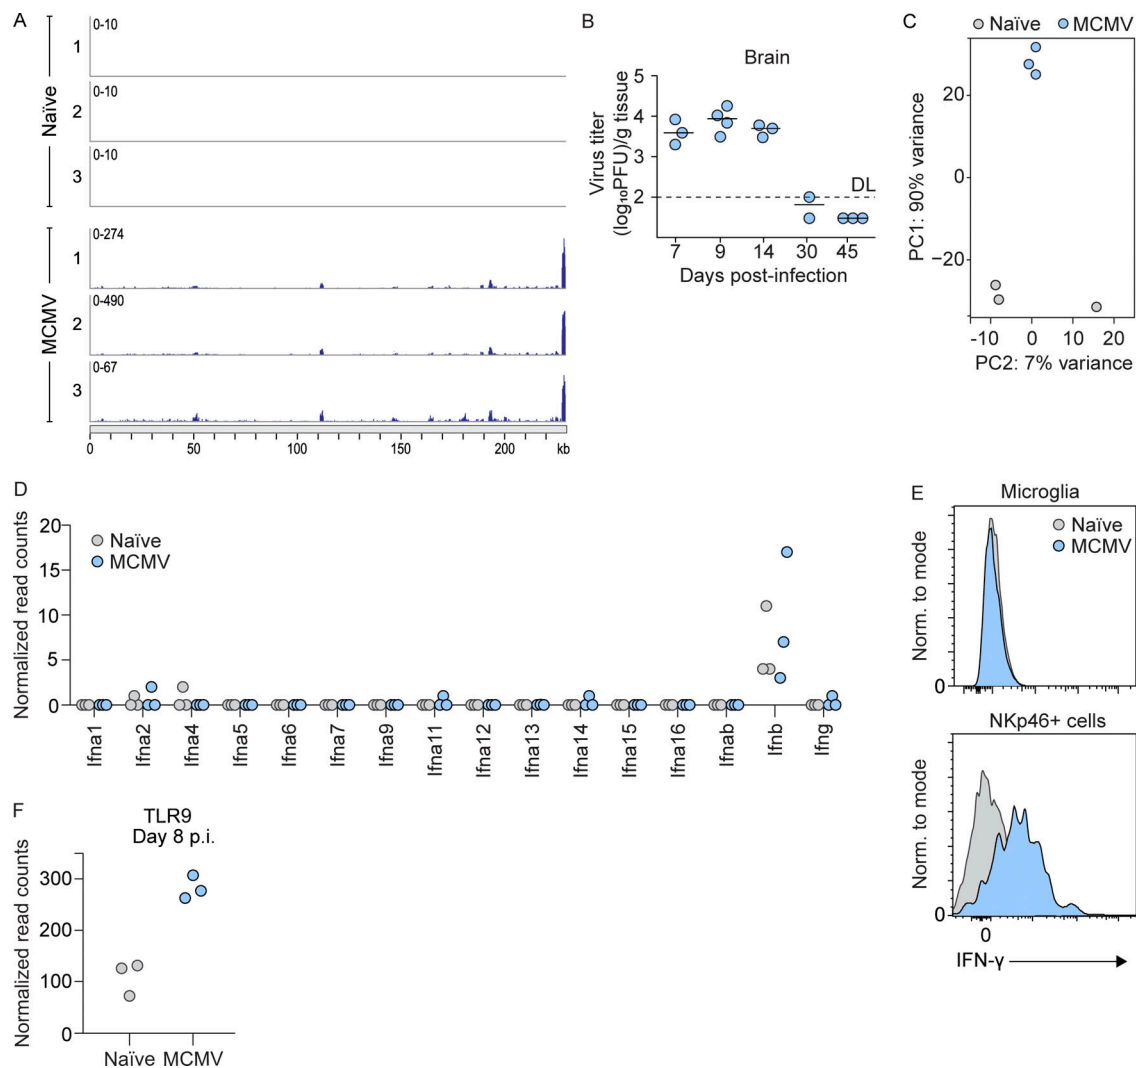 A
Naïve
1
0-10
2
0-10
3
0-10
MCMV
1
0-274
2
0-490
3
0-67
0 50 100 150 200 kb
B
Brain
Virus titer
(log₁₀PFU)/g tissue
5
4
3
2
DL
7 9 14 30 45
Days post-infection
C
Naïve MCMV
PC1: 90% variance
20
0
−20
-10 0 10 20
PC2: 7% variance
D
Normalized read counts
20
15
10
5
0
Naïve
MCMV
Ifna1 Ifna2 Ifna4 Ifna5 Ifna6 Ifna7 Ifna9 Ifna11 Ifna12 Ifna13 Ifna14 Ifna15 Ifna16 Ifnab Ifnb Ifng
E
Microglia
Norm. to mode
Naïve
MCMV
0
NKp46+ cells
Norm. to mode
0
0
IFN-γ
F
TLR9
Day 8 p.i.
Normalized read counts
300
200
100
0
Naïve MCMV